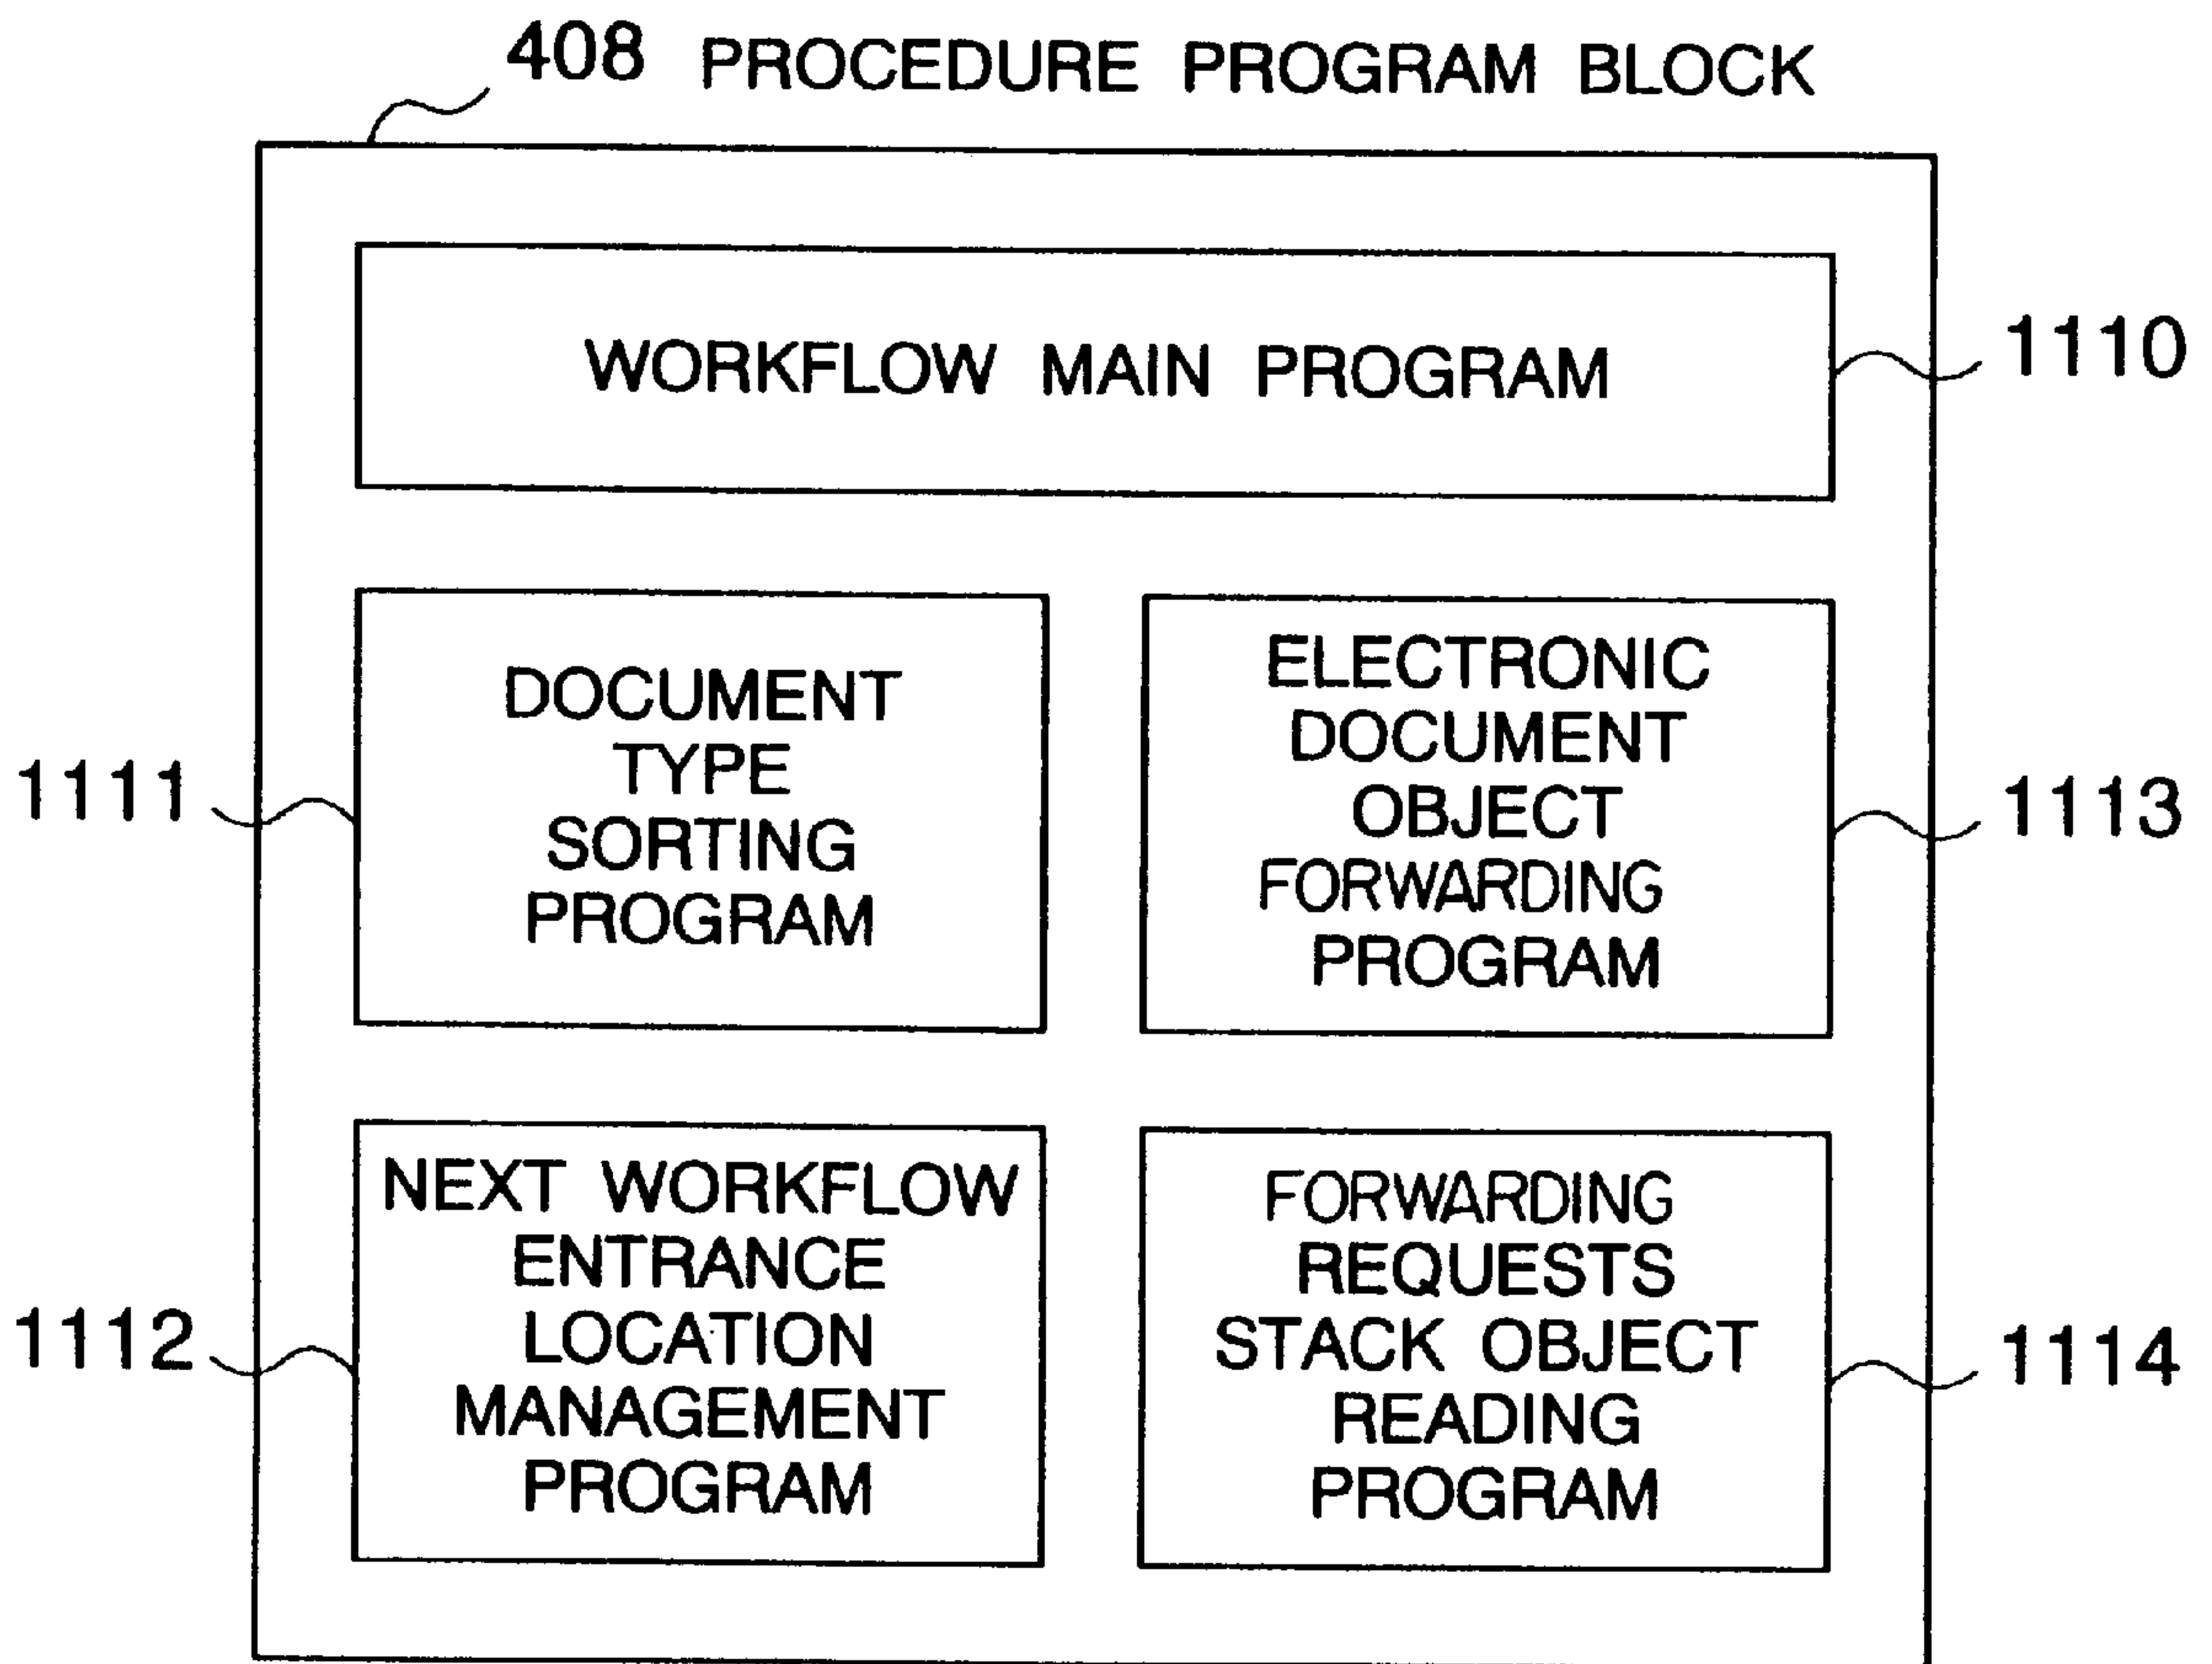 408 PROCEDURE PROGRAM BLOCK
WORKFLOW MAIN PROGRAM
1110
DOCUMENT
TYPE
SORTING
PROGRAM
1111
ELECTRONIC
DOCUMENT
OBJECT
FORWARDING
PROGRAM
1113
NEXT WORKFLOW
ENTRANCE
LOCATION
MANAGEMENT
PROGRAM
1112
FORWARDING
REQUESTS
STACK OBJECT
READING
PROGRAM
1114